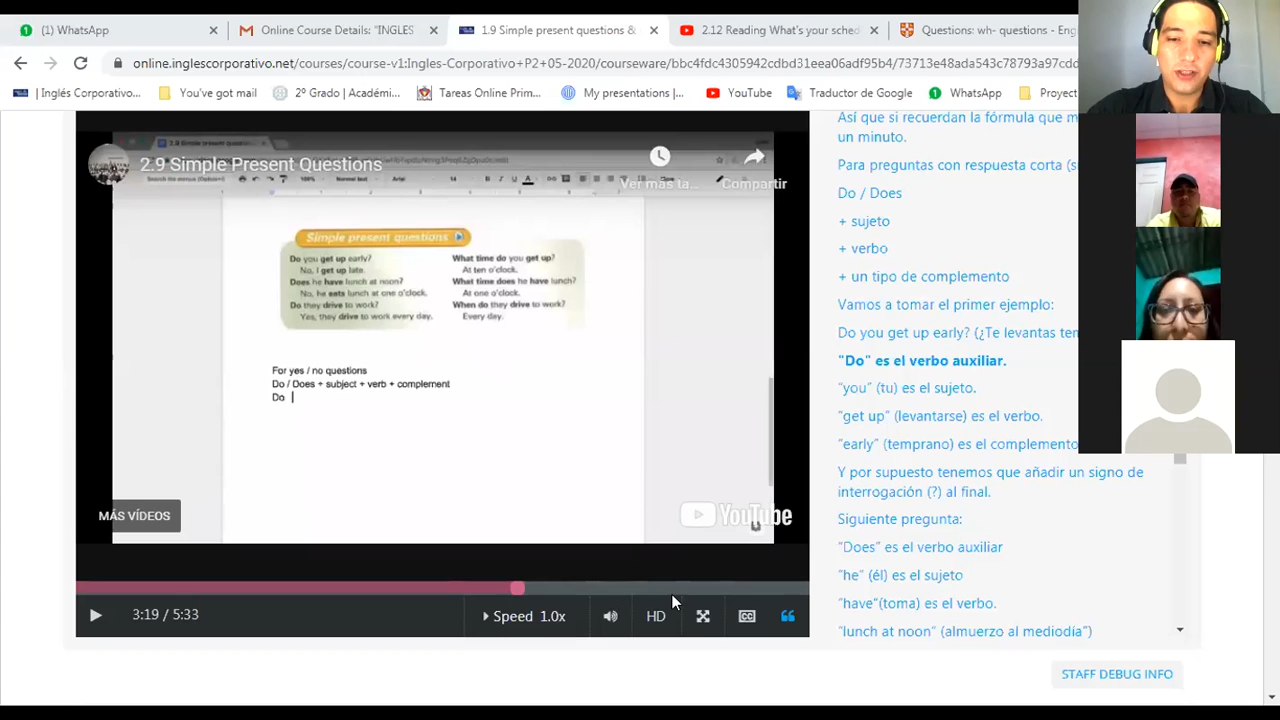 (1) WhatsApp
Online Course Details: "INGLES
1.9 Simple present questions &
2.12 Reading What's your sched
Questions: wh- questions - Eng
online.inglescorporativo.net/courses/course-v1:Ingles-Corporativo+P2+05-2020/courseware/bbc4fdc4305942cdbd31eea06adf95b4/73713e48ada543c78793a97cdd
| Inglés Corporativo...
You've got mail
2º Grado | Académi...
Tareas Online Prim...
My presentations |...
YouTube
Traductor de Google
WhatsApp
Proyect
2.9 Simple Present Questions
Ver más ta...
Compartir
Simple present questions
Do you get up early?
No, I get up late.
Does he have lunch at noon?
No, he eats lunch at one o'clock.
Do they drive to work?
Yes, they drive to work every day.
What time do you get up?
At ten o'clock.
What time does he have lunch?
At one o'clock.
When do they drive to work?
Every day.
For yes / no questions
Do / Does + subject + verb + complement
Do
MÁS VÍDEOS
YouTube
3:19 / 5:33
Speed 1.0x
HD
CC
Así que si recuerdan la fórmula que m
un minuto.
Para preguntas con respuesta corta (s
Do / Does
+ sujeto
+ verbo
+ un tipo de complemento
Vamos a tomar el primer ejemplo:
Do you get up early? (¿Te levantas ten
"Do" es el verbo auxiliar.
"you" (tu) es el sujeto.
"get up" (levantarse) es el verbo.
"early" (temprano) es el complemento
Y por supuesto tenemos que añadir un signo de
interrogación (?) al final.
Siguiente pregunta:
"Does" es el verbo auxiliar
"he" (él) es el sujeto
"have"(toma) es el verbo.
"lunch at noon" (almuerzo al mediodía")
STAFF DEBUG INFO